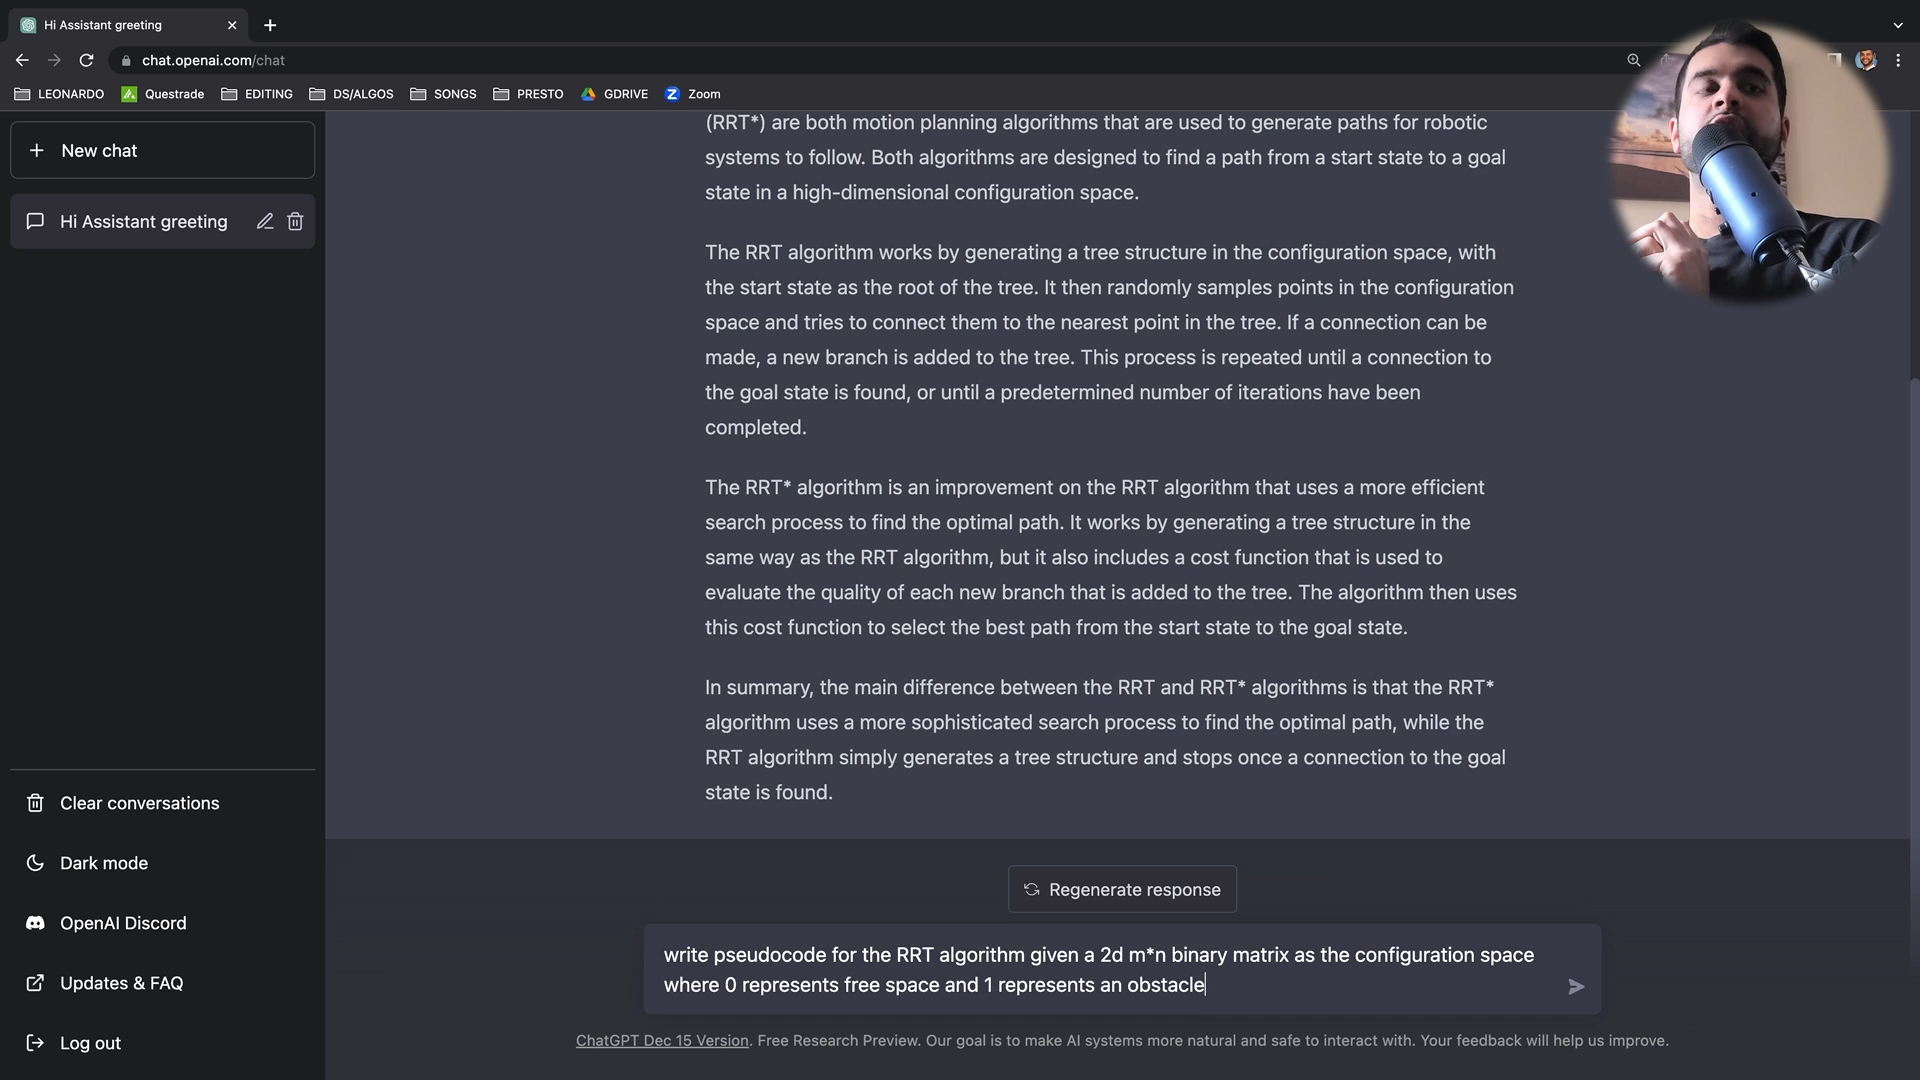 Hi Assistant greeting
chat.openai.com/chat
LEONARDO
Questrade
EDITING
DS/ALGOS
SONGS
PRESTO
GDRIVE
Z Zoom
New chat
Hi Assistant greeting
(RRT*) are both motion planning algorithms that are used to generate paths for robotic
systems to follow. Both algorithms are designed to find a path from a start state to a goal
state in a high-dimensional configuration space.
The RRT algorithm works by generating a tree structure in the configuration space, with
the start state as the root of the tree. It then randomly samples points in the configuration
space and tries to connect them to the nearest point in the tree. If a connection can be
made, a new branch is added to the tree. This process is repeated until a connection to
the goal state is found, or until a predetermined number of iterations have been
completed.
The RRT* algorithm is an improvement on the RRT algorithm that uses a more efficient
search process to find the optimal path. It works by generating a tree structure in the
same way as the RRT algorithm, but it also includes a cost function that is used to
evaluate the quality of each new branch that is added to the tree. The algorithm then uses
this cost function to select the best path from the start state to the goal state.
In summary, the main difference between the RRT and RRT* algorithms is that the RRT*
algorithm uses a more sophisticated search process to find the optimal path, while the
RRT algorithm simply generates a tree structure and stops once a connection to the goal
state is found.
Clear conversations
Dark mode
OpenAI Discord
Updates & FAQ
Log out
Regenerate response
write pseudocode for the RRT algorithm given a 2d m*n binary matrix as the configuration space
where 0 represents free space and 1 represents an obstacle
ChatGPT Dec 15 Version. Free Research Preview. Our goal is to make AI systems more natural and safe to interact with. Your feedback will help us improve.